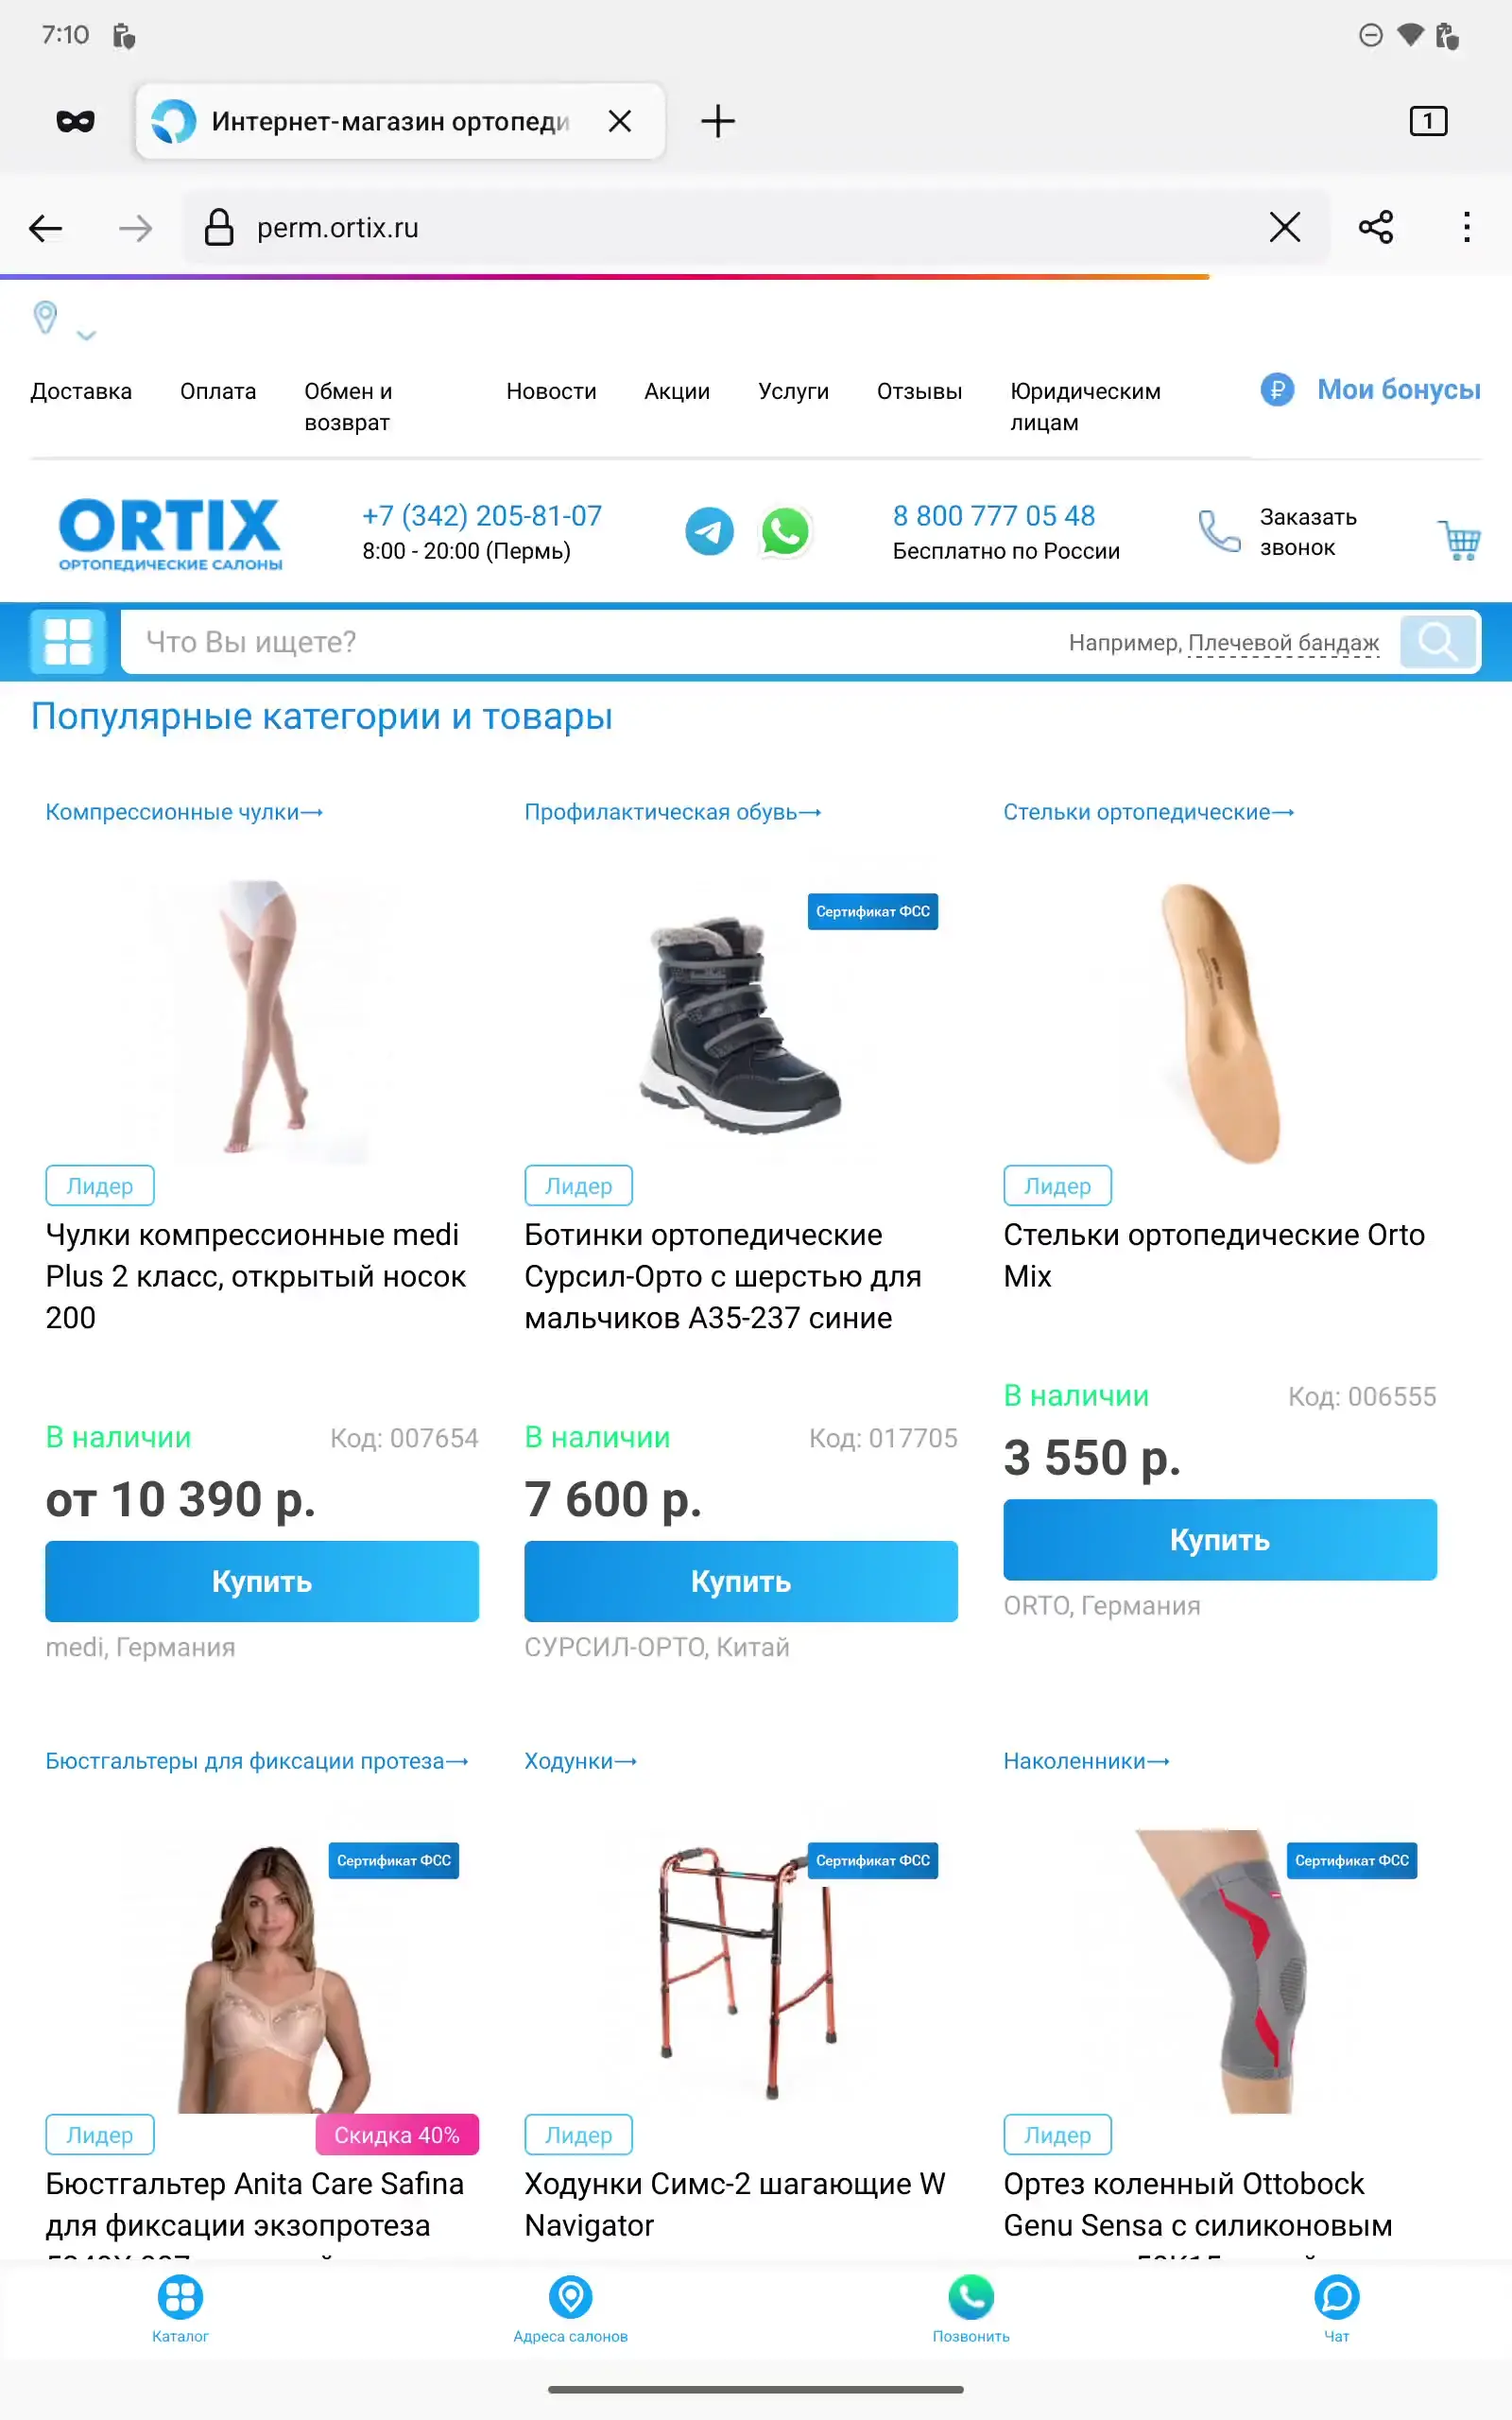 7:10
Интернет-магазин ортопеди
1
perm.ortix.ru
Доставка
Оплата
Обмен и
возврат
Новости
Акции
Услуги
Отзывы
Юридическим
лицам
Мои бонусы
ORTIX
ОРТОПЕДИЧЕСКИЕ САЛОНЫ
+7 (342) 205-81-07
8:00 - 20:00 (Пермь)
8 800 777 05 48
Бесплатно по России
Заказать
звонок
Что Вы ищете?
Например, Плечевой бандаж
Популярные категории и товары
Компрессионные чулки→
Профилактическая обувь→
Стельки ортопедические→
Сертификат ФСС
Лидер
Лидер
Лидер
Чулки компрессионные medi
Plus 2 класс, открытый носок
200
Ботинки ортопедические
Сурсил-Орто с шерстью для
мальчиков А35-237 синие
Стельки ортопедические Orto
Mix
В наличии
Код: 007654
В наличии
Код: 017705
В наличии
Код: 006555
от 10 390 р.
7 600 р.
3 550 р.
Купить
Купить
Купить
medi, Германия
СУРСИЛ-ОРТО, Китай
ORTO, Германия
Бюстгальтеры для фиксации протеза→
Ходунки→
Наколенники→
Сертификат ФСС
Сертификат ФСС
Сертификат ФСС
Лидер
Скидка 40%
Лидер
Лидер
Бюстгальтер Anita Care Safina
для фиксации экзопротеза
Ходунки Симс-2 шагающие W
Navigator
Ортез коленный Ottobock
Genu Sensa с силиконовым
Каталог
Адреса салонов
Позвонить
Чат